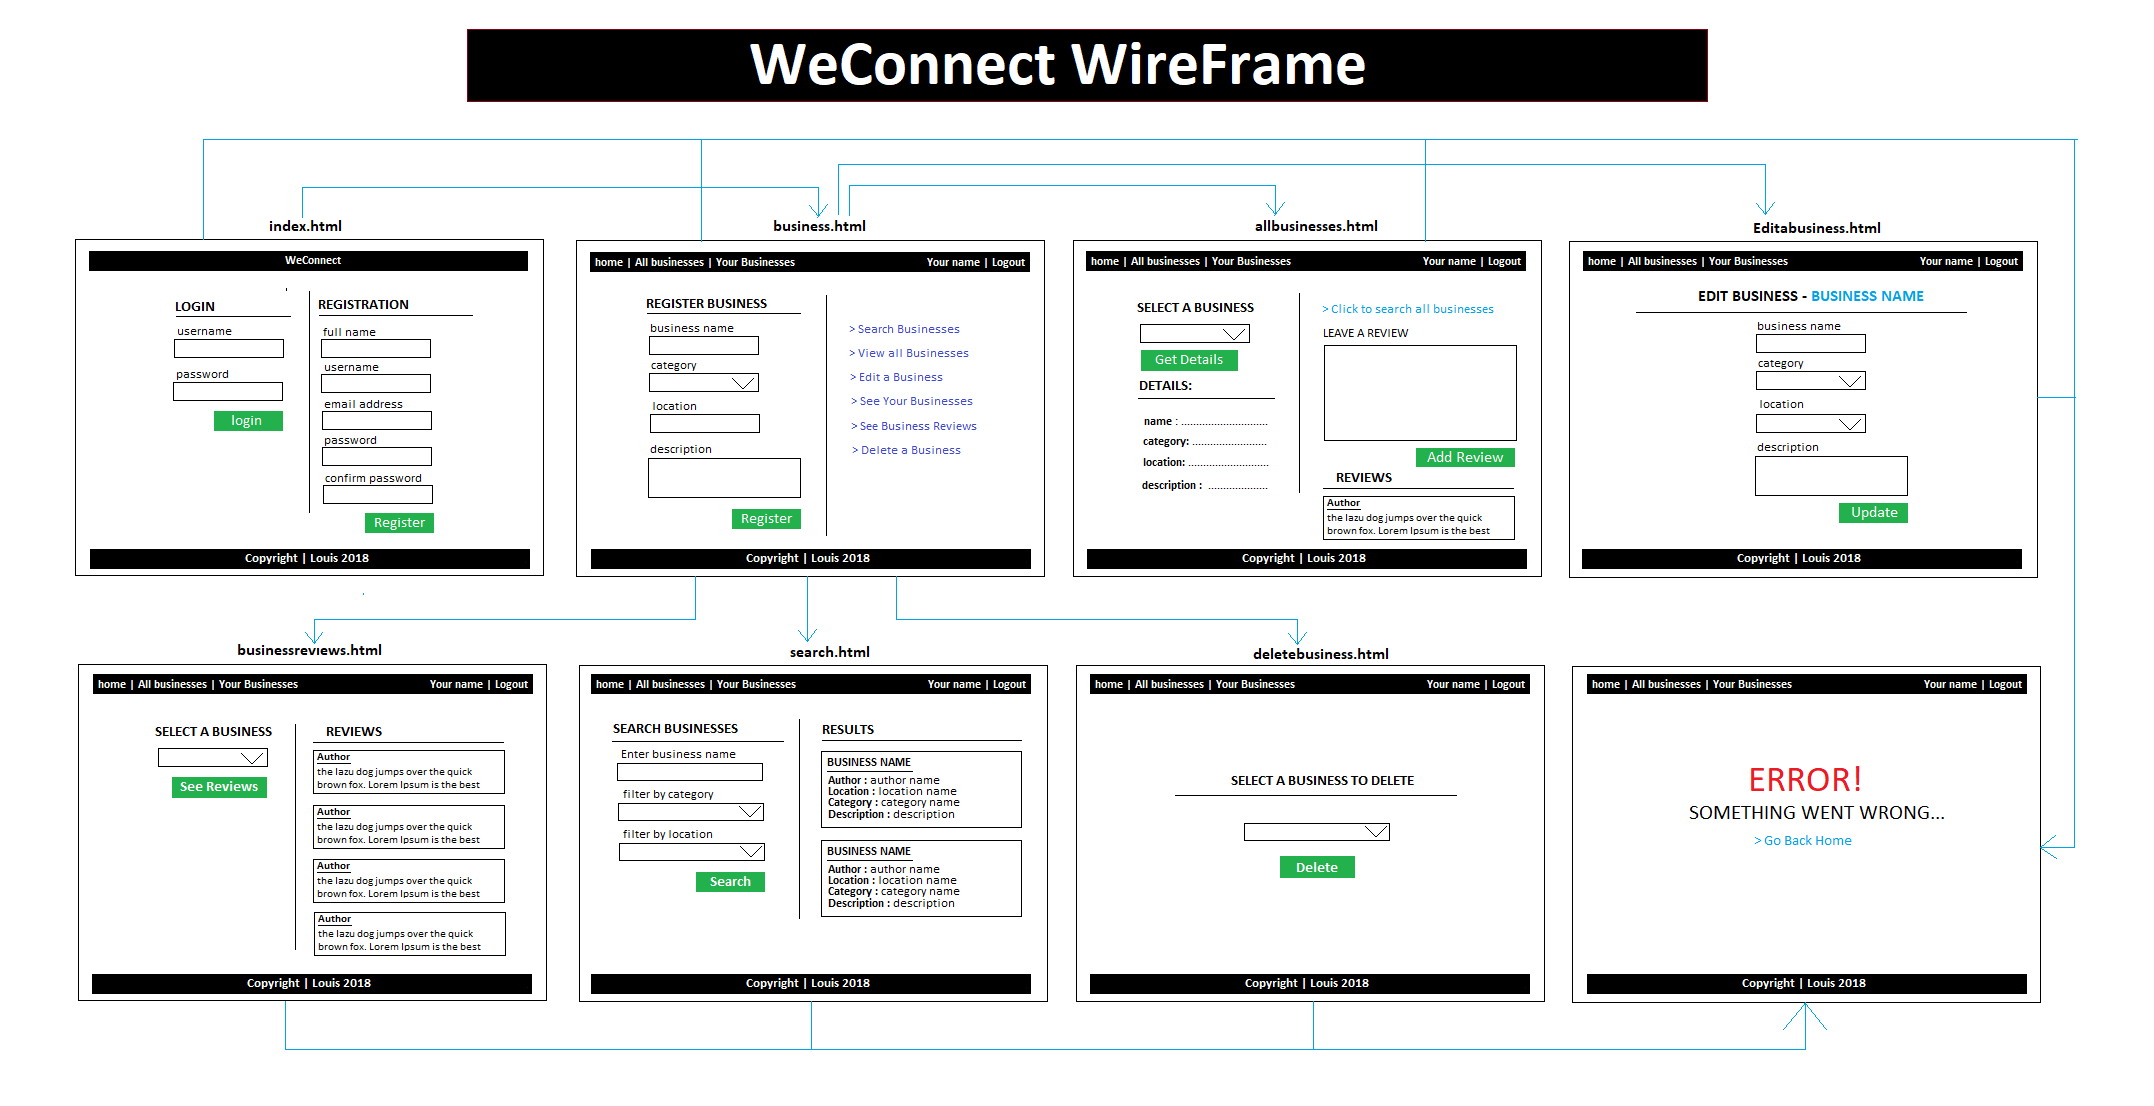 WeConnect WireFrame
index.html
WeConnect
LOGIN
username
password
login
REGISTRATION
full name
username
email address
password
confirm password
Register
Copyright | Louis 2018
business.html
home | All businesses | Your Businesses
Your name | Logout
REGISTER BUSINESS
business name
category
location
description
Register
> Search Businesses
> View all Businesses
> Edit a Business
> See Your Businesses
> See Business Reviews
> Delete a Business
Copyright | Louis 2018
allbusinesses.html
home | All businesses | Your Businesses
Your name | Logout
SELECT A BUSINESS
Get Details
DETAILS:
name : .............................
category: .........................
location: ...........................
description : ....................
> Click to search all businesses
LEAVE A REVIEW
Add Review
REVIEWS
Author
the lazu dog jumps over the quick
brown fox. Lorem Ipsum is the best
Copyright | Louis 2018
Editabusiness.html
home | All businesses | Your Businesses
Your name | Logout
EDIT BUSINESS - BUSINESS NAME
business name
category
location
description
Update
Copyright | Louis 2018
businessreviews.html
home | All businesses | Your Businesses
Your name | Logout
SELECT A BUSINESS
See Reviews
REVIEWS
Author
the lazu dog jumps over the quick
brown fox. Lorem Ipsum is the best
Author
the lazu dog jumps over the quick
brown fox. Lorem Ipsum is the best
Author
the lazu dog jumps over the quick
brown fox. Lorem Ipsum is the best
Author
the lazu dog jumps over the quick
brown fox. Lorem Ipsum is the best
Copyright | Louis 2018
search.html
home | All businesses | Your Businesses
Your name | Logout
SEARCH BUSINESSES
Enter business name
filter by category
filter by location
Search
RESULTS
BUSINESS NAME
Author : author name
Location : location name
Category : category name
Description : description
BUSINESS NAME
Author : author name
Location : location name
Category : category name
Description : description
Copyright | Louis 2018
deletebusiness.html
home | All businesses | Your Businesses
Your name | Logout
SELECT A BUSINESS TO DELETE
Delete
Copyright | Louis 2018
home | All businesses | Your Businesses
Your name | Logout
ERROR!
SOMETHING WENT WRONG...
> Go Back Home
Copyright | Louis 2018